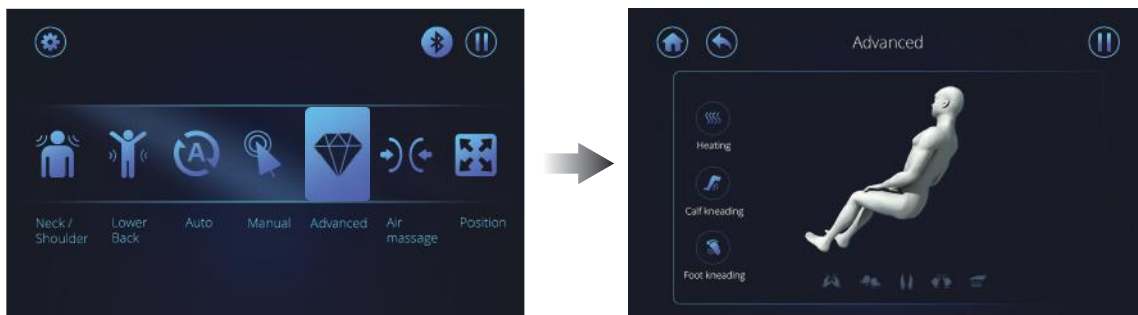 A
Neck /
Shoulder
Lower
Back
Auto
Manual
Advanced
Air
massage
Position
Advanced
Heating
Calf kneading
Foot kneading